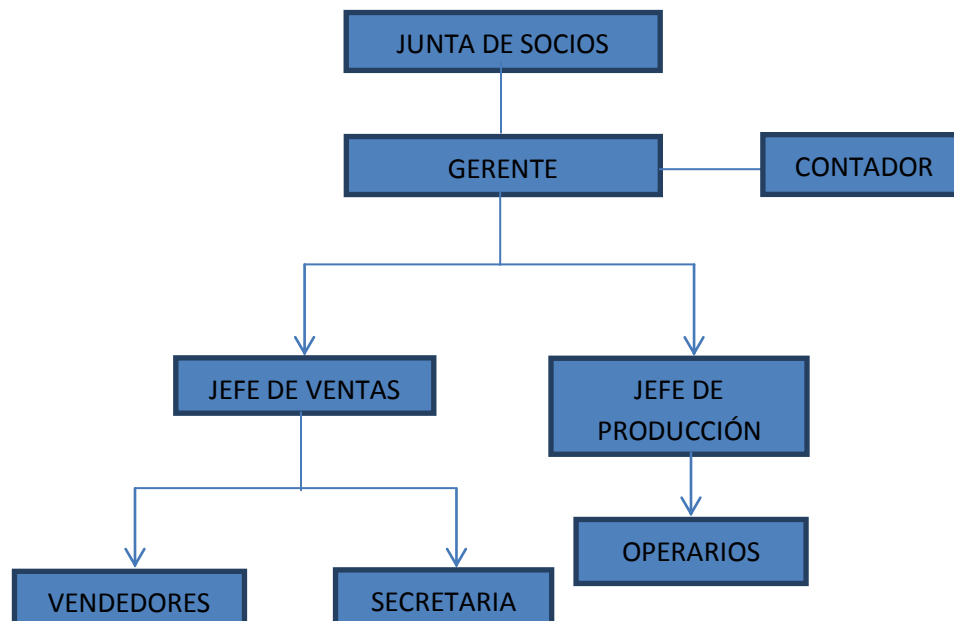 JUNTA DE SOCIOS
GERENTE
CONTADOR
JEFE DE VENTAS
JEFE DE
PRODUCCIÓN
OPERARIOS
VENDEDORES
SECRETARIA